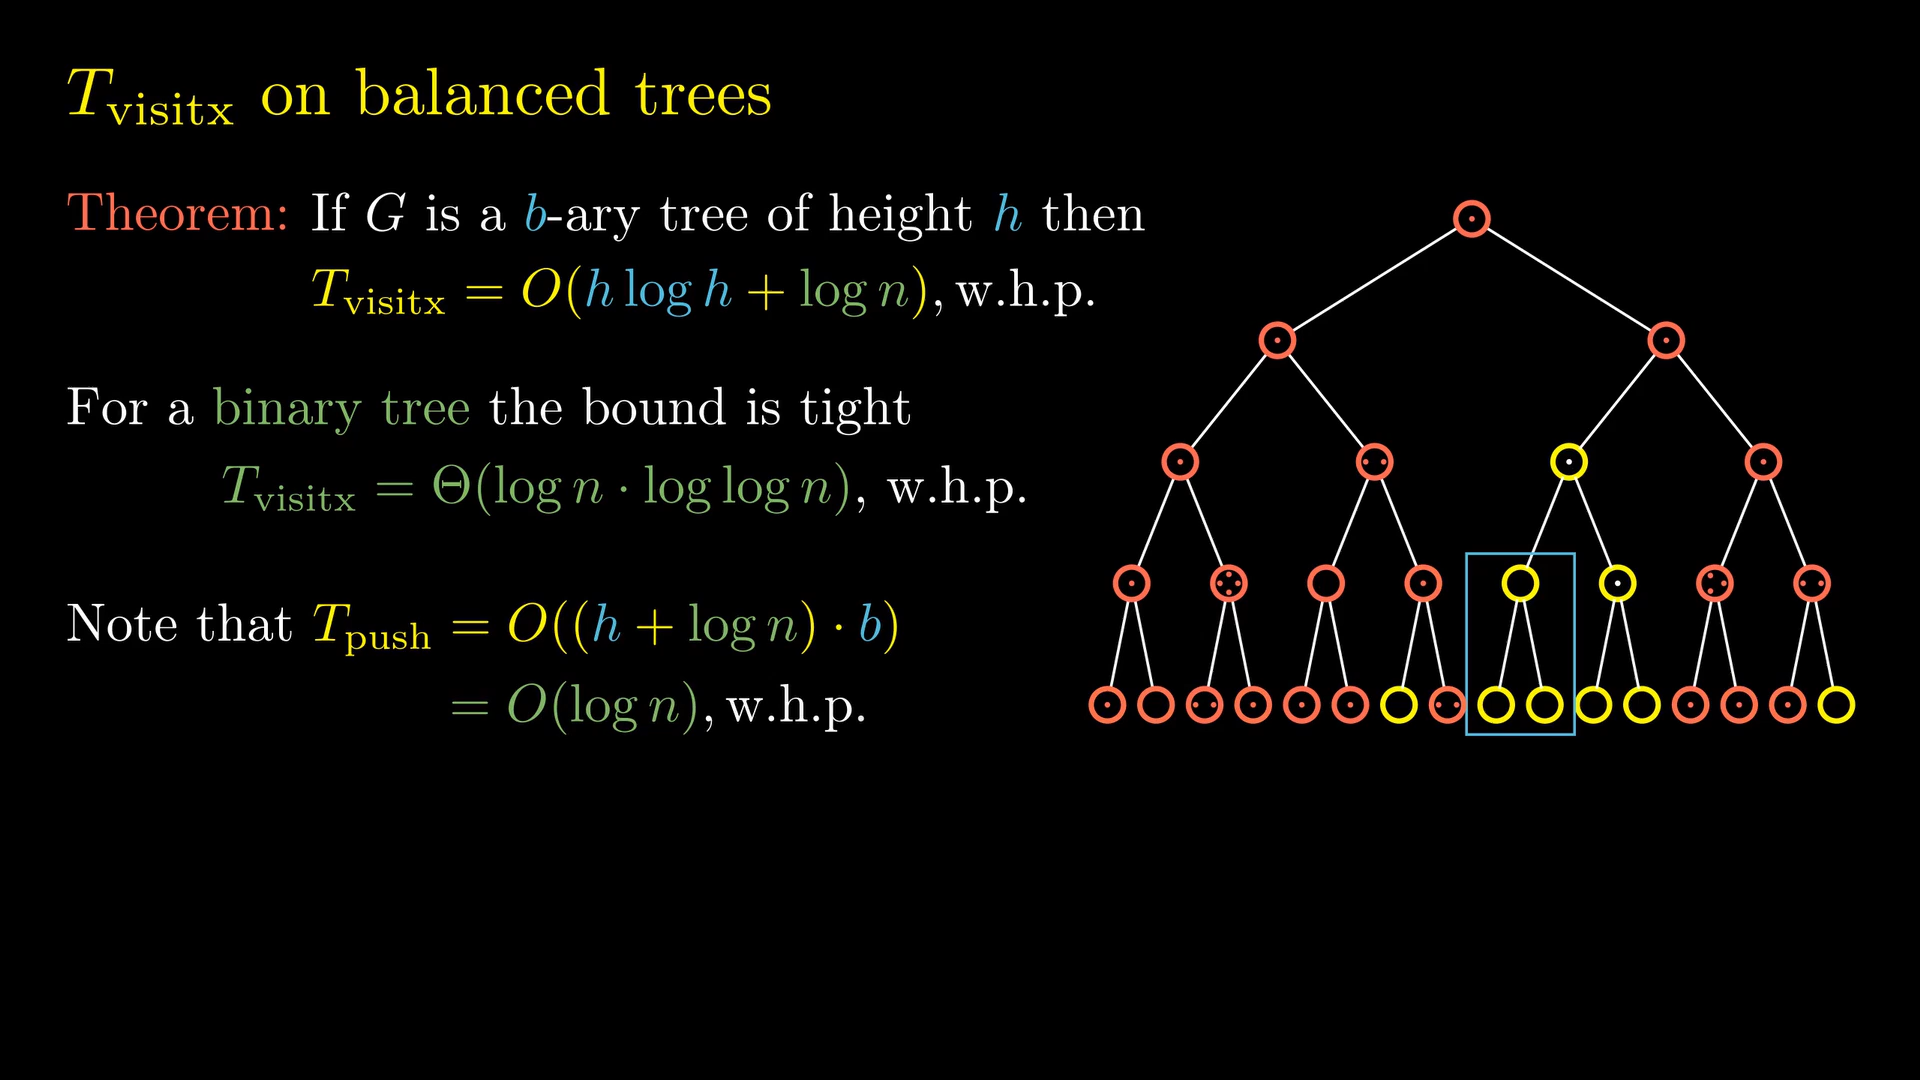 T_visitx on balanced trees
Theorem: If G is a b-ary tree of height h then
T_visitx = O(h log h + log n), w.h.p.
For a binary tree the bound is tight
T_visitx = Θ(log n · log log n), w.h.p.
Note that T_push = O((h + log n) · b)
= O(log n), w.h.p.